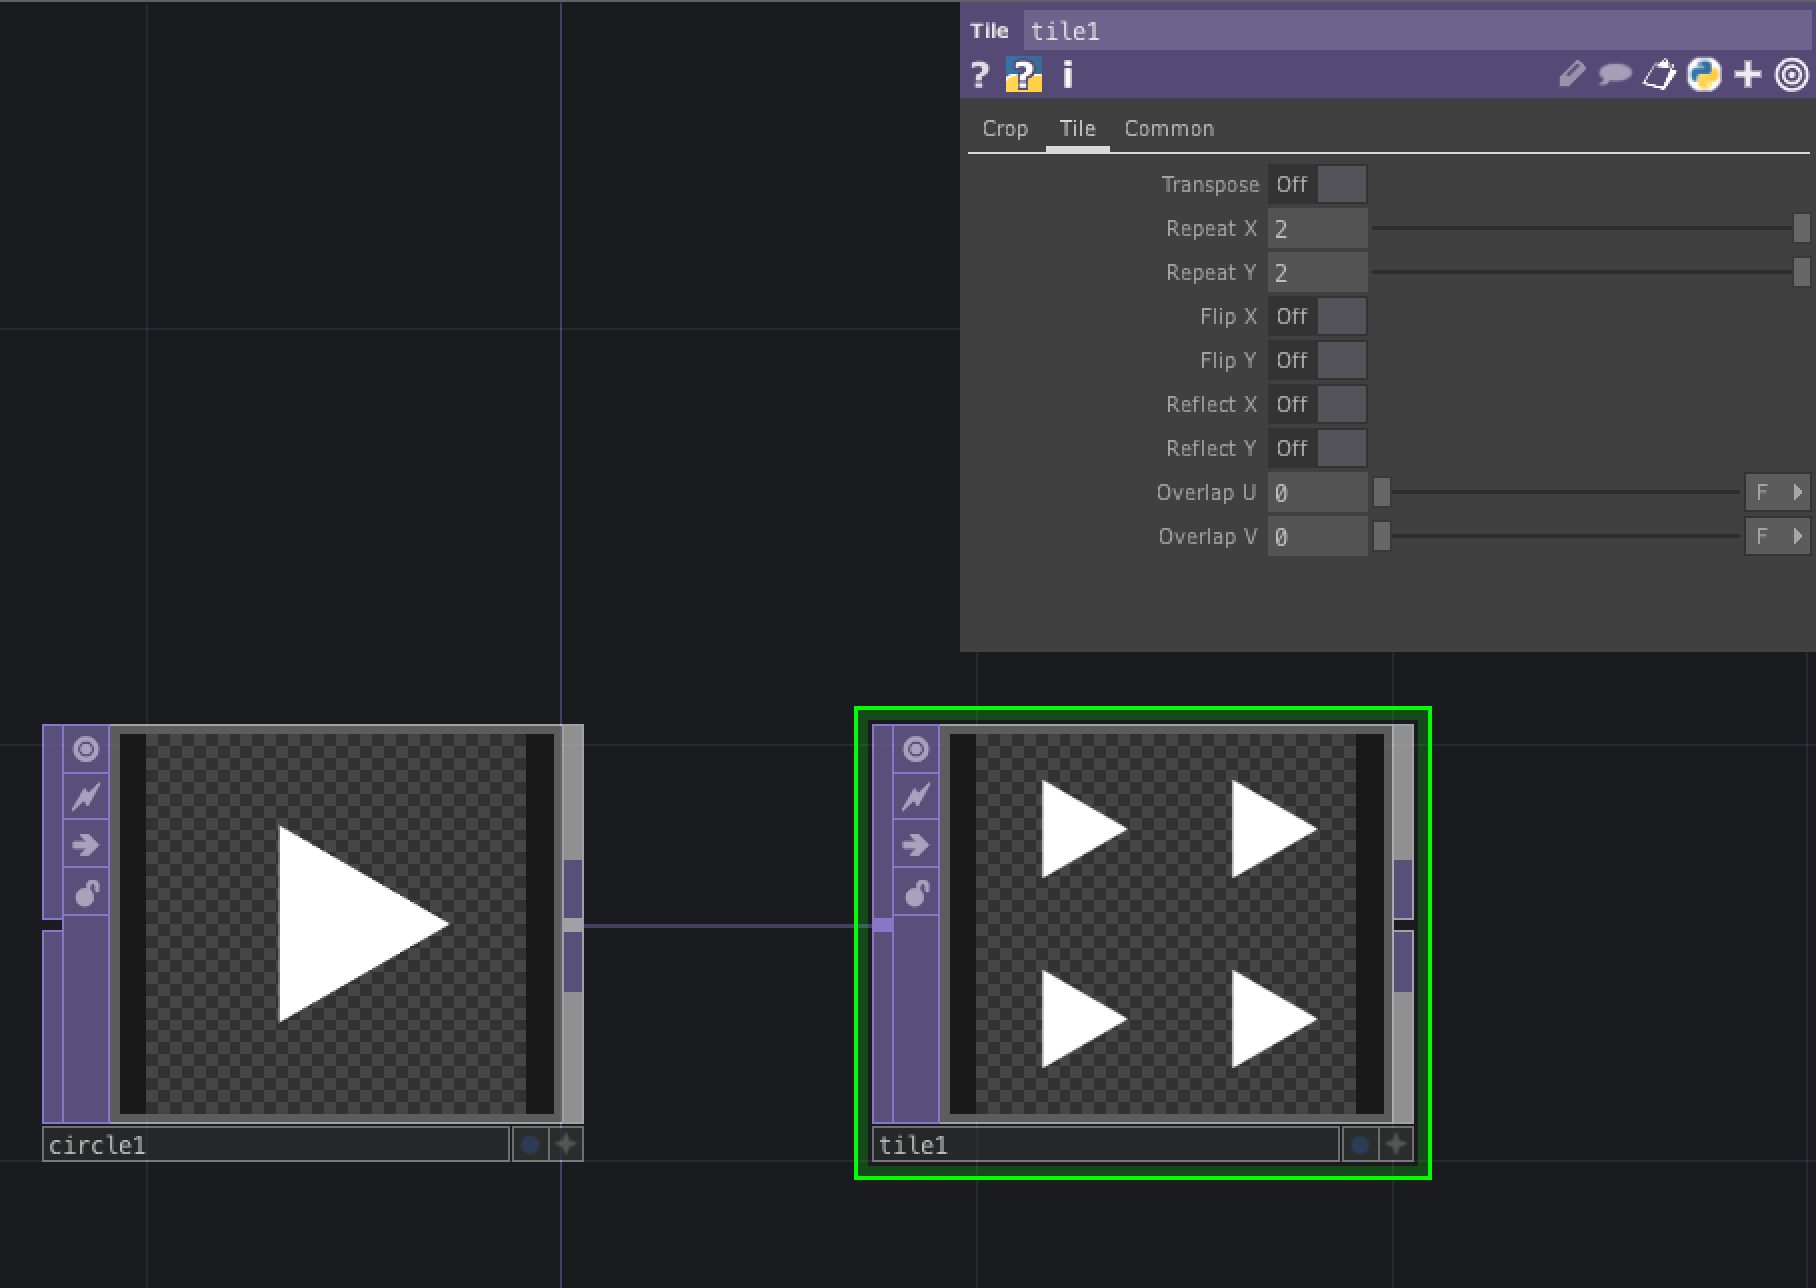 Tile tile1
? ? i
Crop Tile Common
Transpose Off
Repeat X 2
Repeat Y 2
Flip X Off
Flip Y Off
Reflect X Off
Reflect Y Off
Overlap U 0 F
Overlap V 0 F
circle1
tile1